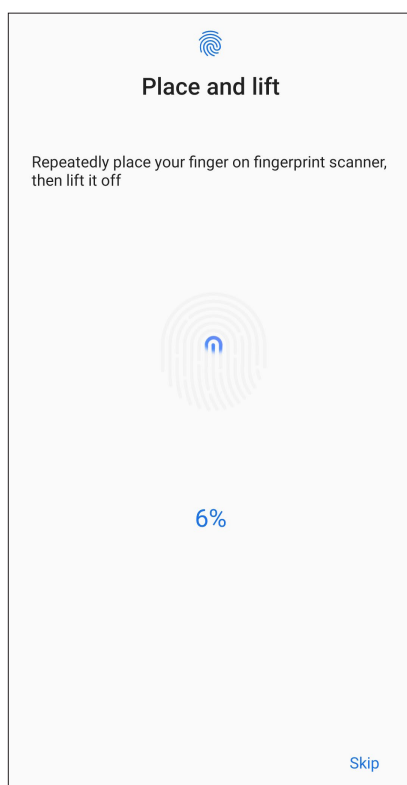 Place and lift
Repeatedly place your finger on fingerprint scanner,
then lift it off
6%
Skip